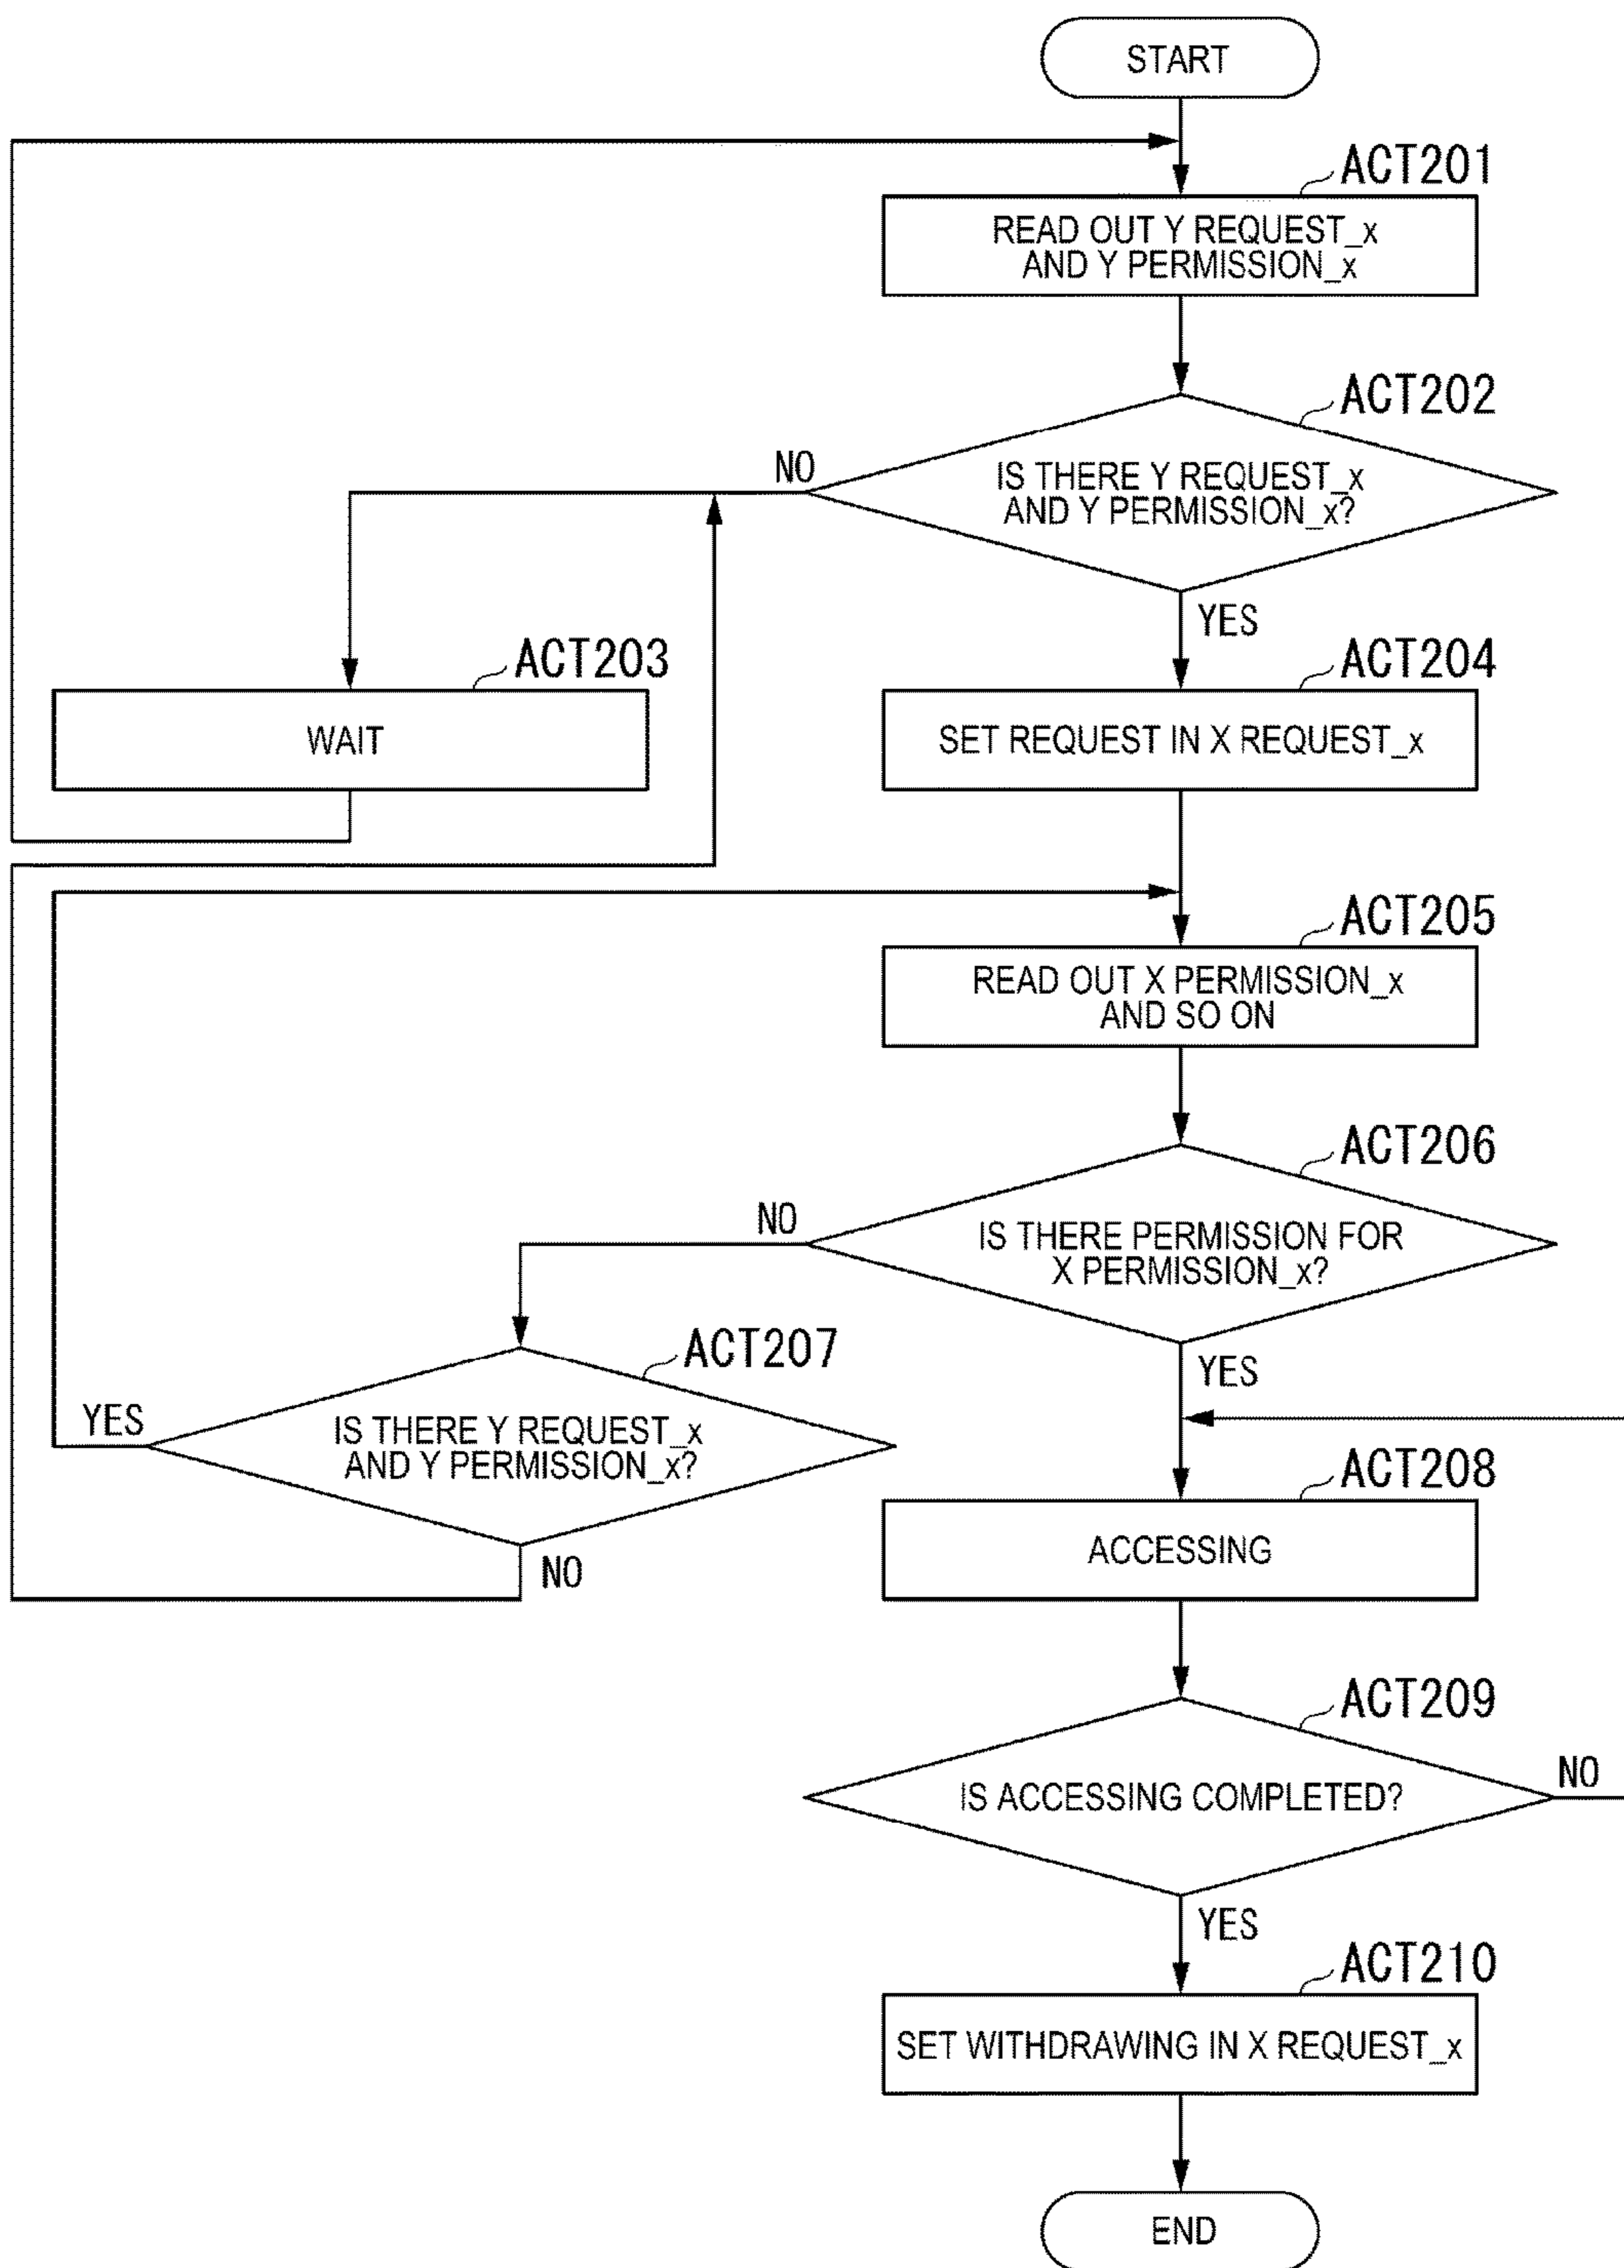 START
ACT201
READ OUT Y REQUEST_x
AND Y PERMISSION_x
ACT202
NO
IS THERE Y REQUEST_x
AND Y PERMISSION_x?
YES
ACT203
WAIT
ACT204
SET REQUEST IN X REQUEST_x
ACT205
READ OUT X PERMISSION_x
AND SO ON
ACT206
NO
IS THERE PERMISSION FOR
X PERMISSION_x?
YES
ACT207
YES
IS THERE Y REQUEST_x
AND Y PERMISSION_x?
NO
ACT208
ACCESSING
ACT209
NO
IS ACCESSING COMPLETED?
YES
ACT210
SET WITHDRAWING IN X REQUEST_x
END